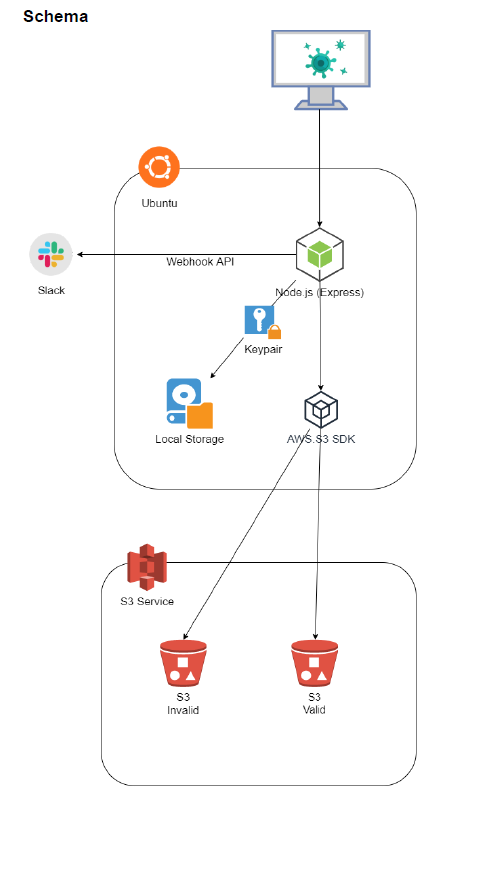 Schema
Ubuntu
Webhook API
Slack
Node.js (Express)
Keypair
Local Storage
AWS.S3 SDK
S3 Service
S3
Invalid
S3
Valid